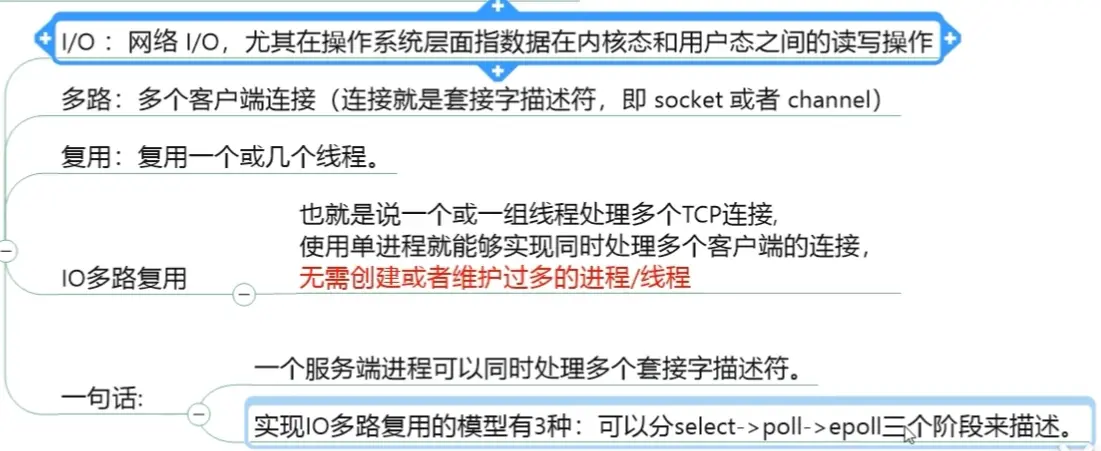 I/O ：网络 I/O，尤其在操作系统层面指数据在内核态和用户态之间的读写操作
多路：多个客户端连接（连接就是套接字描述符，即 socket 或者 channel）
复用：复用一个或几个线程。
IO多路复用
也就是说一个或一组线程处理多个TCP连接,
使用单进程就能够实现同时处理多个客户端的连接，
无需创建或者维护过多的进程/线程
一句话:
一个服务端进程可以同时处理多个套接字描述符。
实现IO多路复用的模型有3种：可以分select->poll->epoll三个阶段来描述。